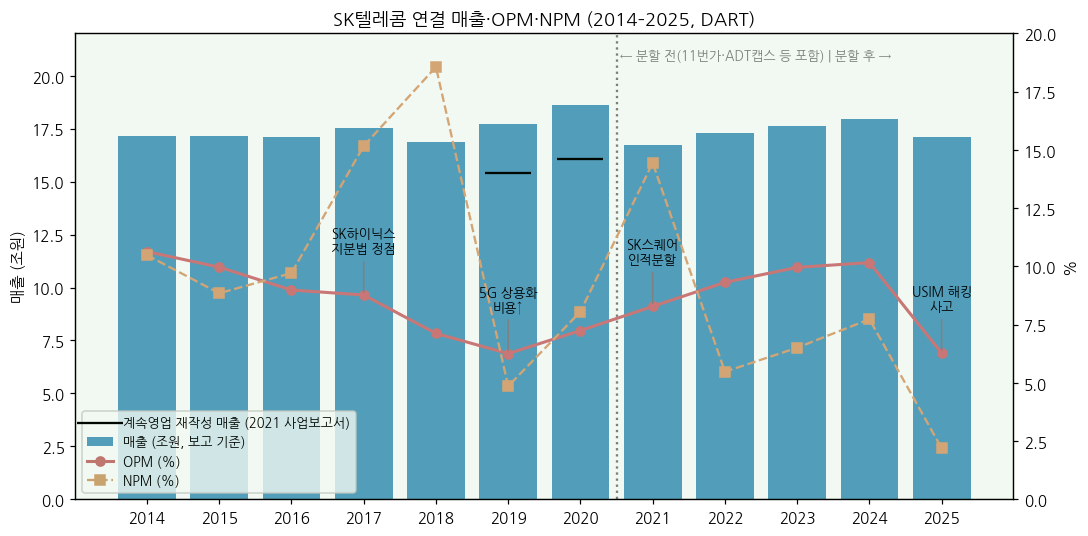 SK텔레콤 연결 매출·OPM·NPM (2014-2025, DART)
← 분할 전(11번가·ADT캡스 등 포함) | 분할 후 →
매출 (조원)
20.0
17.5
15.0
12.5
10.0
7.5
5.0
2.5
0.0
SK하이닉스
지분법 정점
5G 상용화
비용↑
SK스퀘어
인적분할
USIM 해킹
사고
계속영업 재작성 매출 (2021 사업보고서)
매출 (조원, 보고 기준)
OPM (%)
NPM (%)
20.0
17.5
15.0
12.5
10.0
7.5
5.0
2.5
0.0
%
2014 2015 2016 2017 2018 2019 2020 2021 2022 2023 2024 2025